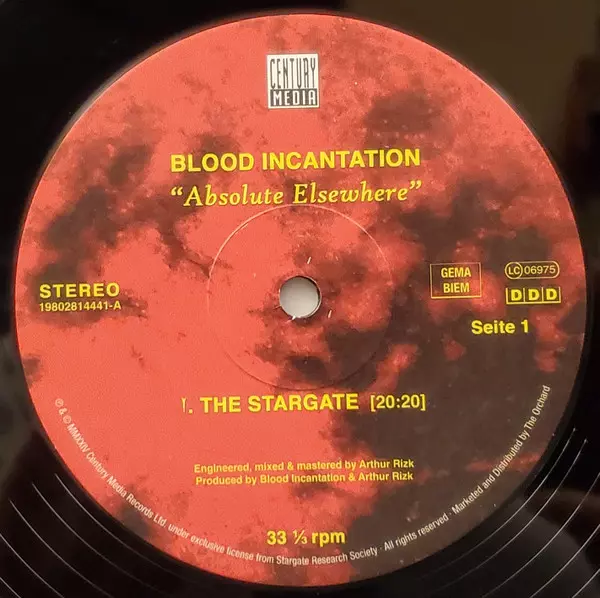 CENTURY
MEDIA
BLOOD INCANTATION
“Absolute Elsewhere”
STEREO
19802814441-A
GEMA
BIEM
LC 06975
DDD
Seite 1
I. THE STARGATE [20:20]
Engineered, mixed & mastered by Arthur Rizk
Produced by Blood Incantation & Arthur Rizk
33 ⅓ rpm
℗ & © MMXXIV Century Media Records Ltd. under exclusive license from Stargate Research Society · All rights reserved · Marketed and Distributed by The Orchard